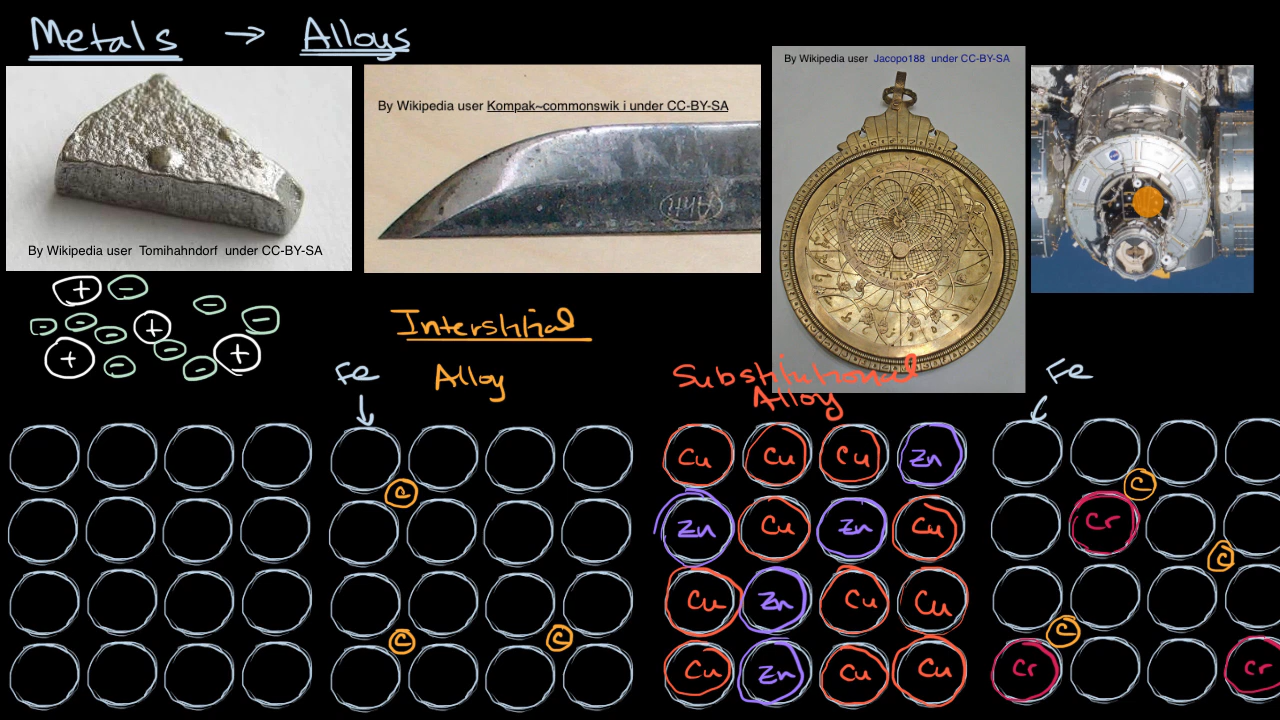 Metals → Alloys
By Wikipedia user Jacopo188 under CC-BY-SA
By Wikipedia user Kompak~commonswik i under CC-BY-SA
(Ahti)
By Wikipedia user Tomihahndorf under CC-BY-SA
+ -
- - - + - -
+ - - - +
Interstitial
Alloy
Fe
Substitutional
Alloy
Fe
Cu Cu Cu Zn
C
C
Zn Cu Zn Cu
Cr
C
Cu Zn Cu Cu
C C
C
Cu Zn Cu Cu
Cr Cr